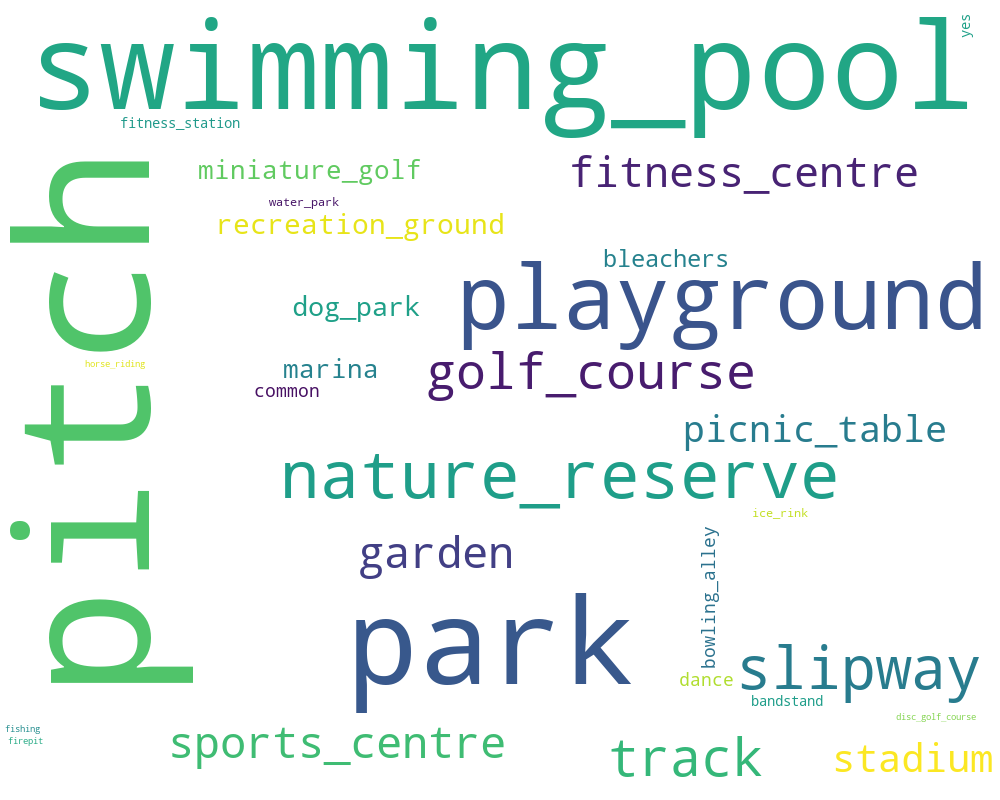 swimming_pool
yes
fitness_station
pitch
miniature_golf
fitness_centre
water_park
recreation_ground
bleachers
playground
dog_park
horse_riding
marina
golf_course
common
picnic_table
nature_reserve
ice_rink
garden
bowling_alley
park
slipway
dance
bandstand
disc_golf_course
fishing
firepit
sports_centre
track
stadium